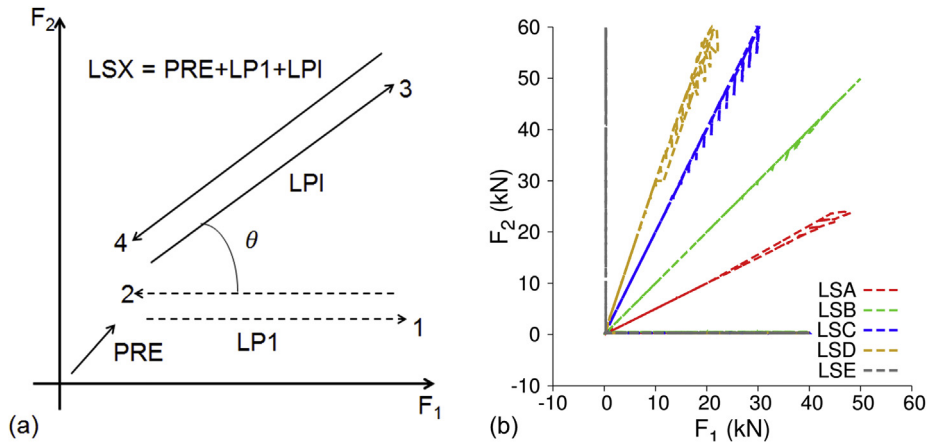 F2
LSX = PRE+LP1+LPI
3
LPI
θ
4
2
1
LP1
PRE
F1
(a)
60
50
40
30
20
10
0
-10
F2 (kN)
LSA
LSB
LSC
LSD
LSE
-10 0 10 20 30 40 50 60
F1 (kN)
(b)